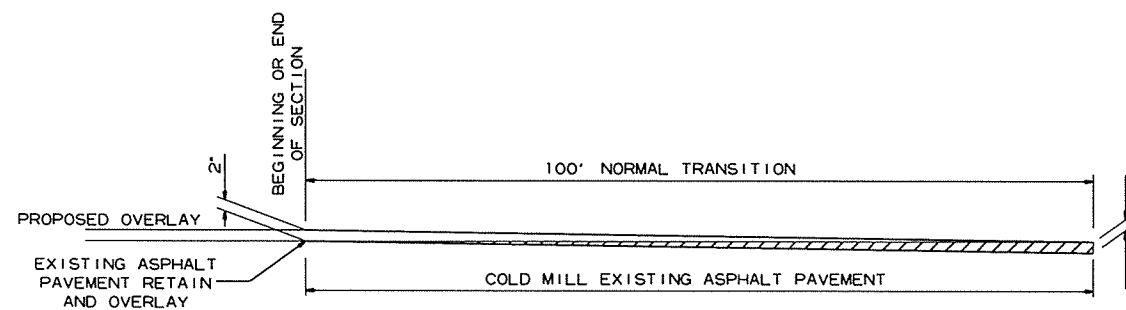 BEGINNING OR END
OF SECTION
2"
100' NORMAL TRANSITION
PROPOSED OVERLAY
EXISTING ASPHALT
PAVEMENT RETAIN
AND OVERLAY
COLD MILL EXISTING ASPHALT PAVEMENT